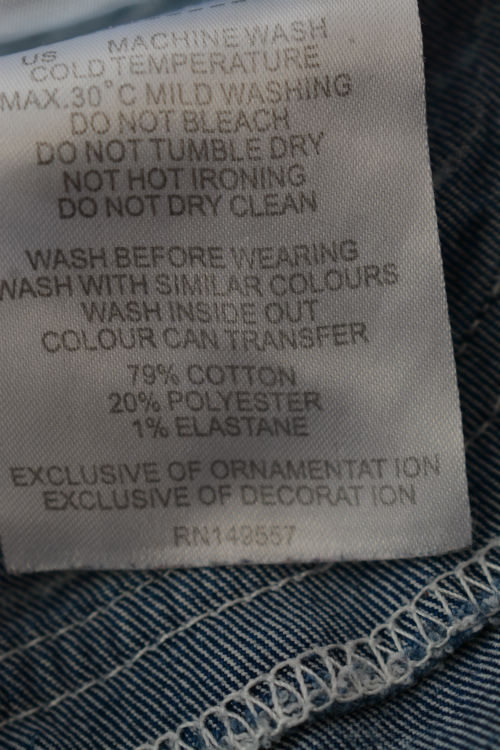 US MACHINE WASH
COLD TEMPERATURE
MAX.30°C MILD WASHING
DO NOT BLEACH
DO NOT TUMBLE DRY
NOT HOT IRONING
DO NOT DRY CLEAN
WASH BEFORE WEARING
WASH WITH SIMILAR COLOURS
WASH INSIDE OUT
COLOUR CAN TRANSFER
79% COTTON
20% POLYESTER
1% ELASTANE
EXCLUSIVE OF ORNAMENTAT ION
EXCLUSIVE OF DECORAT ION
RN149557